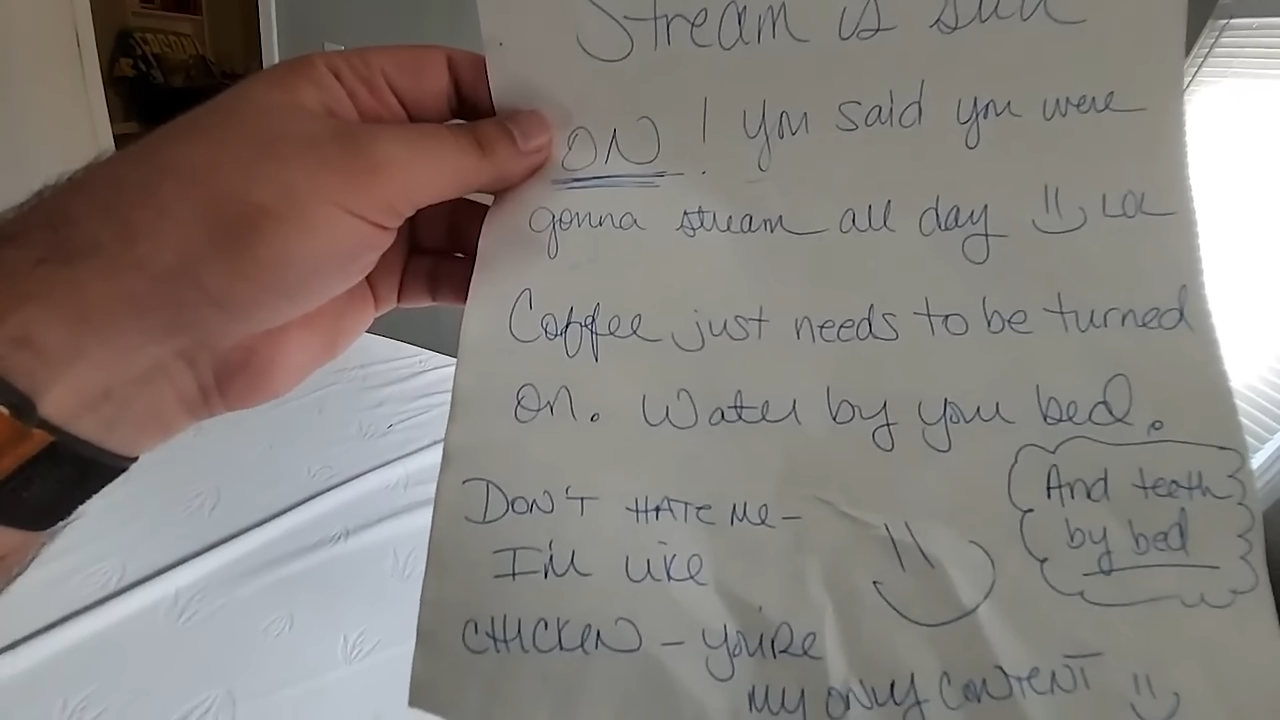 Stream is still
ON! You said you were
gonna stream all day LOL
Coffee just needs to be turned
on. Water by your bed.
And teeth
by bed
DON'T HATE ME-
I'M LIKE
CHICKEN - YOU'RE
MY ONLY CONTENT